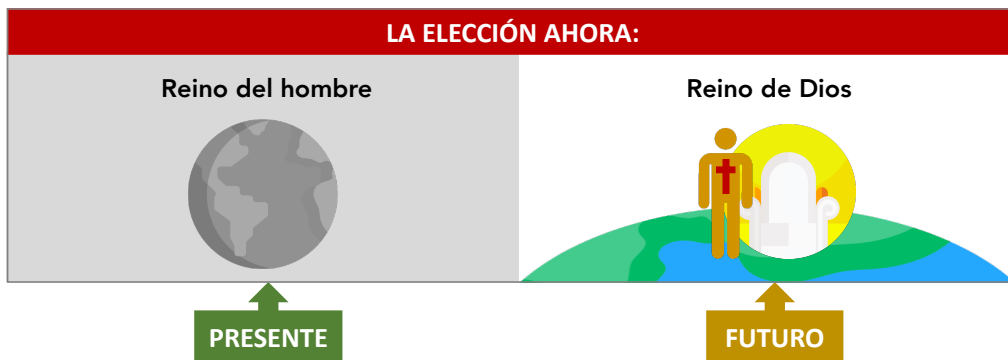 LA ELECCIÓN AHORA:
Reino del hombre
Reino de Dios
PRESENTE
FUTURO